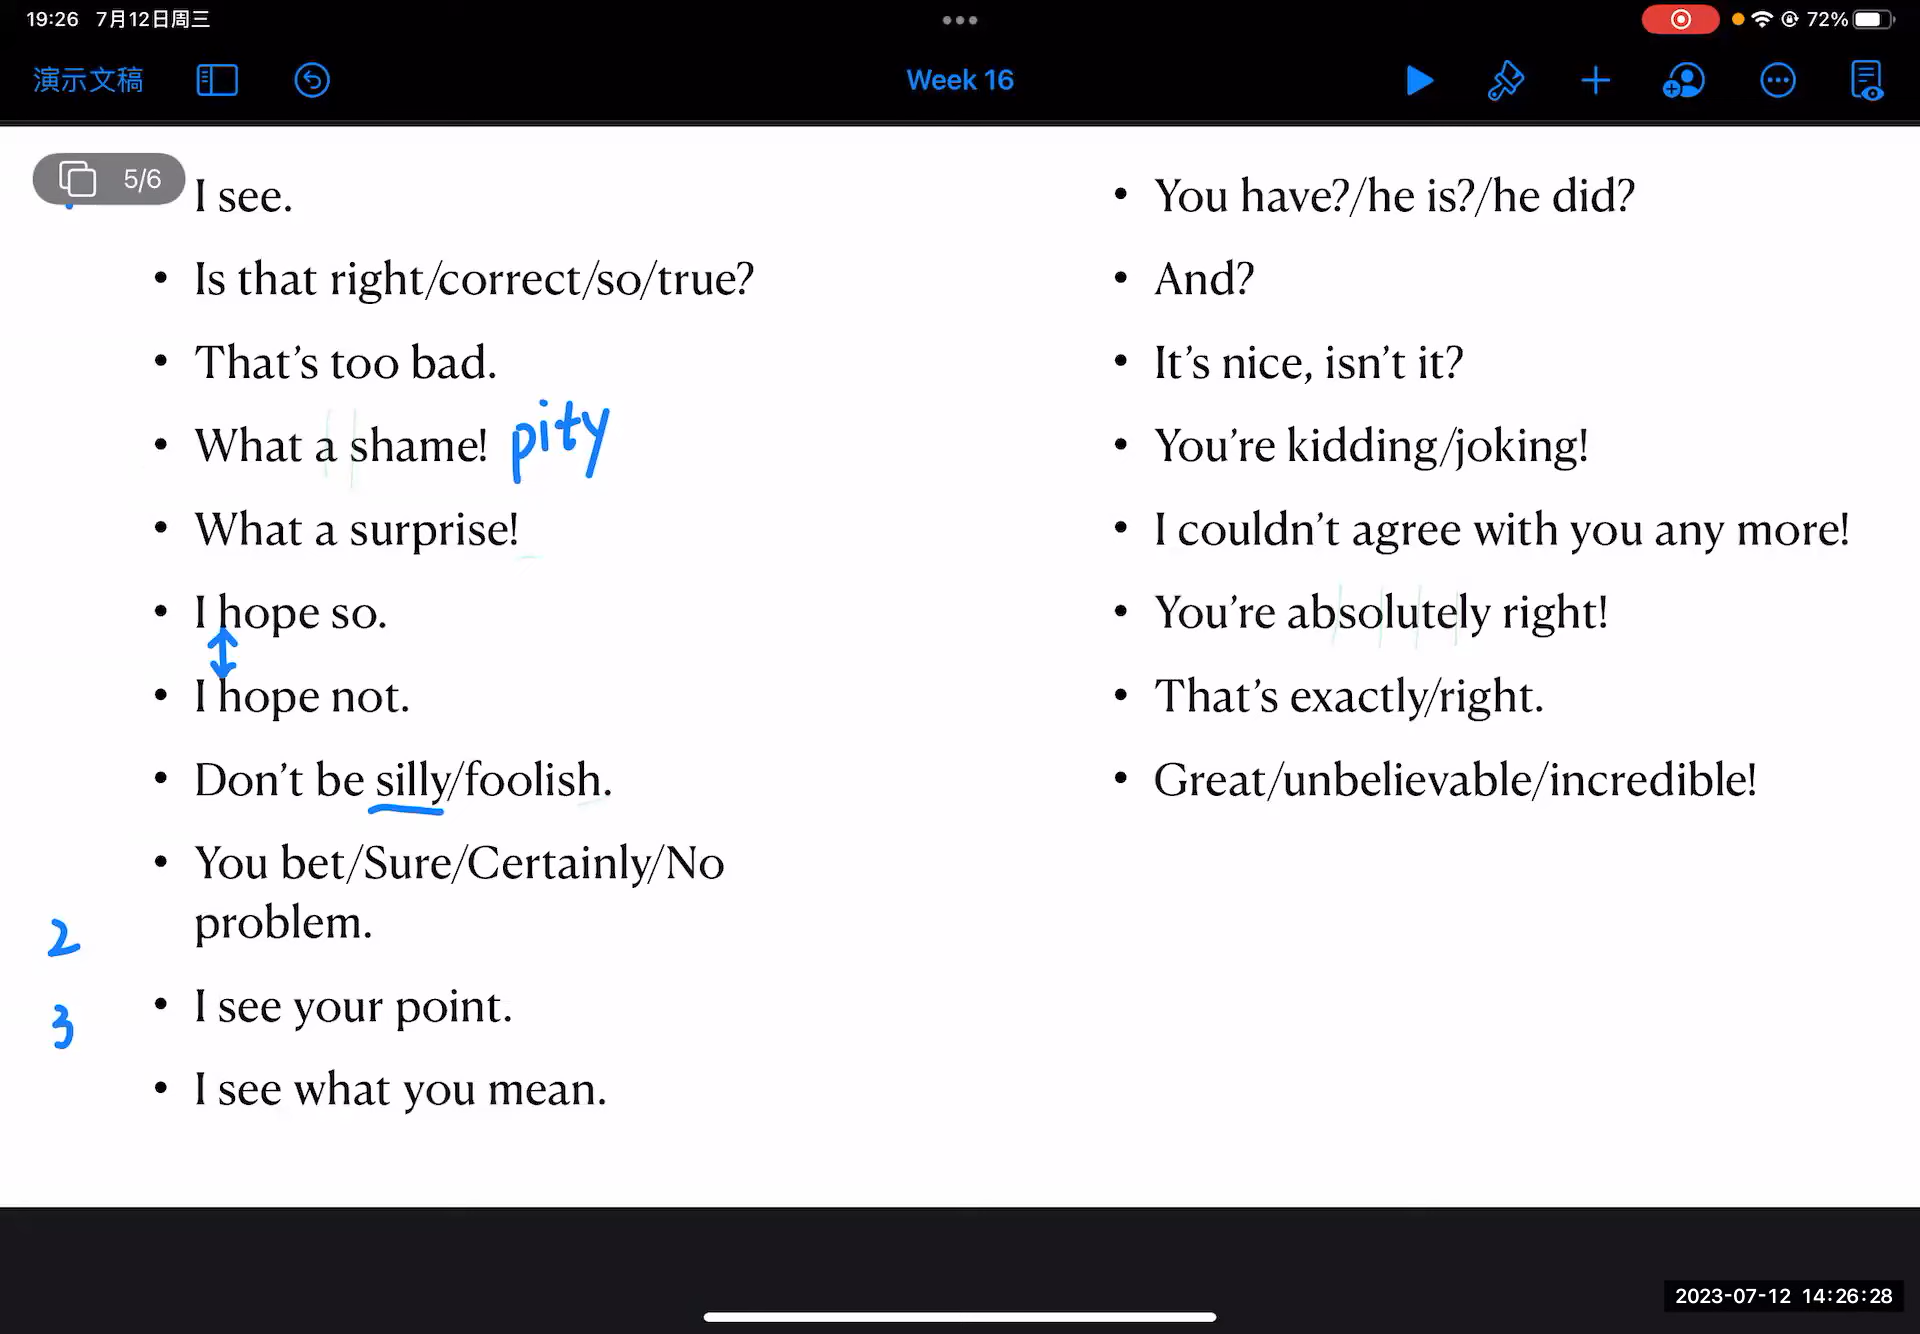 19:26 7月12日周三
72%
演示文稿
Week 16
5/6
I see.
• Is that right/correct/so/true?
• That’s too bad.
• What a shame! pity
• What a surprise!
• I hope so.
• I hope not.
• Don’t be silly/foolish.
• You bet/Sure/Certainly/No
problem.
2
• I see your point.
3
• I see what you mean.
• You have?/he is?/he did?
• And?
• It’s nice, isn’t it?
• You’re kidding/joking!
• I couldn’t agree with you any more!
• You’re absolutely right!
• That’s exactly/right.
• Great/unbelievable/incredible!
2023-07-12 14:26:28